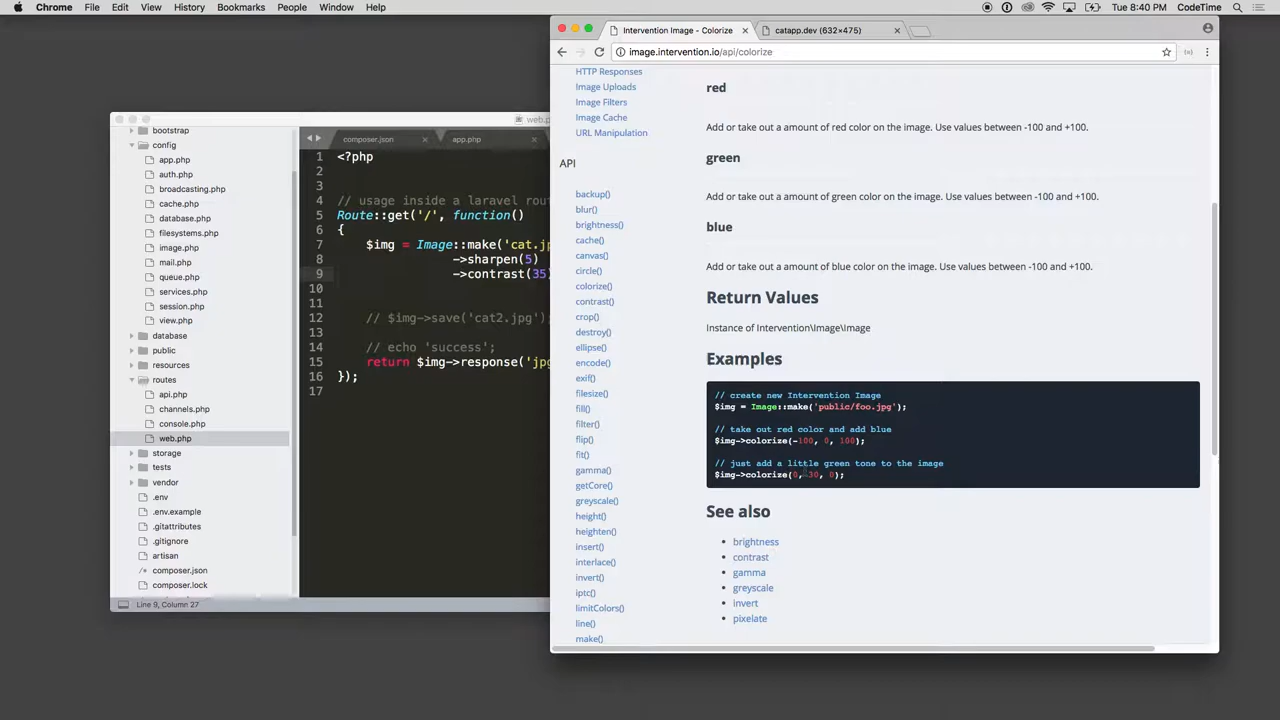 Chrome File Edit View History Bookmarks People Window Help
Tue 8:40 PM CodeTime
Intervention Image - Colorize
catapp.dev (632×475)
image.intervention.io/api/colorize
web.p
bootstrap
config
app.php
auth.php
broadcasting.php
cache.php
database.php
filesystems.php
image.php
mail.php
queue.php
services.php
session.php
view.php
database
public
resources
routes
api.php
channels.php
console.php
web.php
storage
tests
vendor
.env
.env.example
.gitattributes
.gitignore
artisan
composer.json
composer.lock
Line 9, Column 27
composer.json app.php
1 <?php
2
3
4 // usage inside a laravel rout
5 Route::get('/', function()
6 {
7 $img = Image::make('cat.jp
8 ->sharpen(5)
9 ->contrast(35)
10
11
12 // $img->save('cat2.jpg');
13
14 // echo 'success';
15 return $img->response('jpg
16 });
17
HTTP Responses
Image Uploads
Image Filters
Image Cache
URL Manipulation
API
backup()
blur()
brightness()
cache()
canvas()
circle()
colorize()
contrast()
crop()
destroy()
ellipse()
encode()
exif()
filesize()
fill()
filter()
flip()
fit()
gamma()
getCore()
greyscale()
height()
heighten()
insert()
interlace()
invert()
iptc()
limitColors()
line()
make()
red
Add or take out a amount of red color on the image. Use values between -100 and +100.
green
Add or take out a amount of green color on the image. Use values between -100 and +100.
blue
Add or take out a amount of blue color on the image. Use values between -100 and +100.
Return Values
Instance of Intervention\Image\Image
Examples
// create new Intervention Image
$img = Image::make('public/foo.jpg');
// take out red color and add blue
$img->colorize(-100, 0, 100);
// just add a little green tone to the image
$img->colorize(0, 30, 0);
See also
brightness
contrast
gamma
greyscale
invert
pixelate